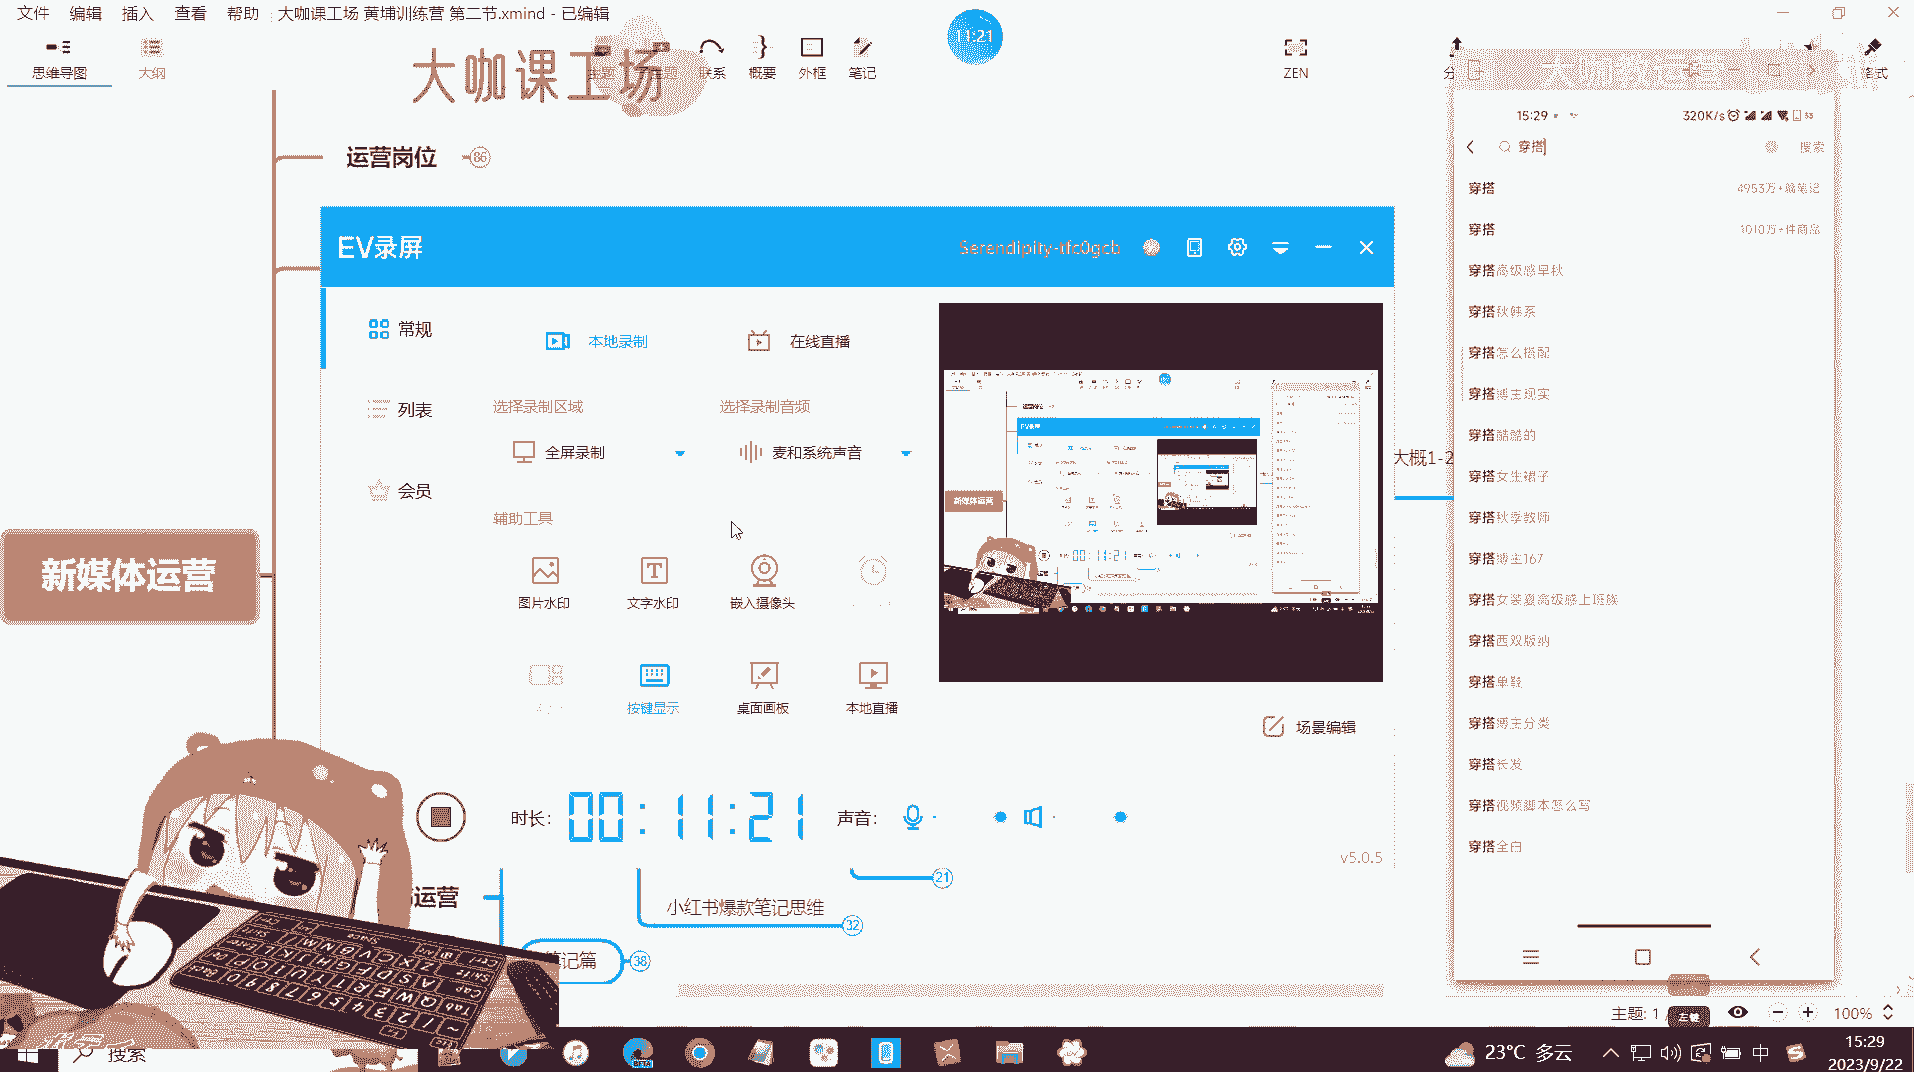 文件 编辑 插入 查看 帮助 大咖课工场 黄埔训练营 第二节.xmind - 已编辑
11:21
思维导图 大纲 联系 概要 外框 笔记 ZEN
大咖课工场
15:29 320K/s
穿搭 搜索
运营岗位 86
穿搭 4953万+篇笔记
穿搭 1010万+件商品
EV录屏
穿搭高级感早秋
穿搭秋韩系
常规 本地录制 在线直播
穿搭怎么搭配
穿搭博主现实
列表 选择录制区域 选择录制音频
穿搭酷酷的
全屏录制 麦和系统声音
大概1-2
穿搭女生裙子
会员
辅助工具
穿搭秋季教师
穿搭博主167
新媒体运营
图片水印 文字水印 嵌入摄像头
穿搭女装夏高级感上班族
穿搭西双版纳
穿搭单鞋
按键显示 桌面画板 本地直播
穿搭博主分类
场景编辑
穿搭长发
穿搭视频脚本怎么写
时长: 00:11:21 声音:
穿搭全白
v5.0.5
21
运营
小红书爆款笔记思维 32
笔记篇 38
主题: 1 100%
搜索
23°C 多云 中 15:29
2023/9/22